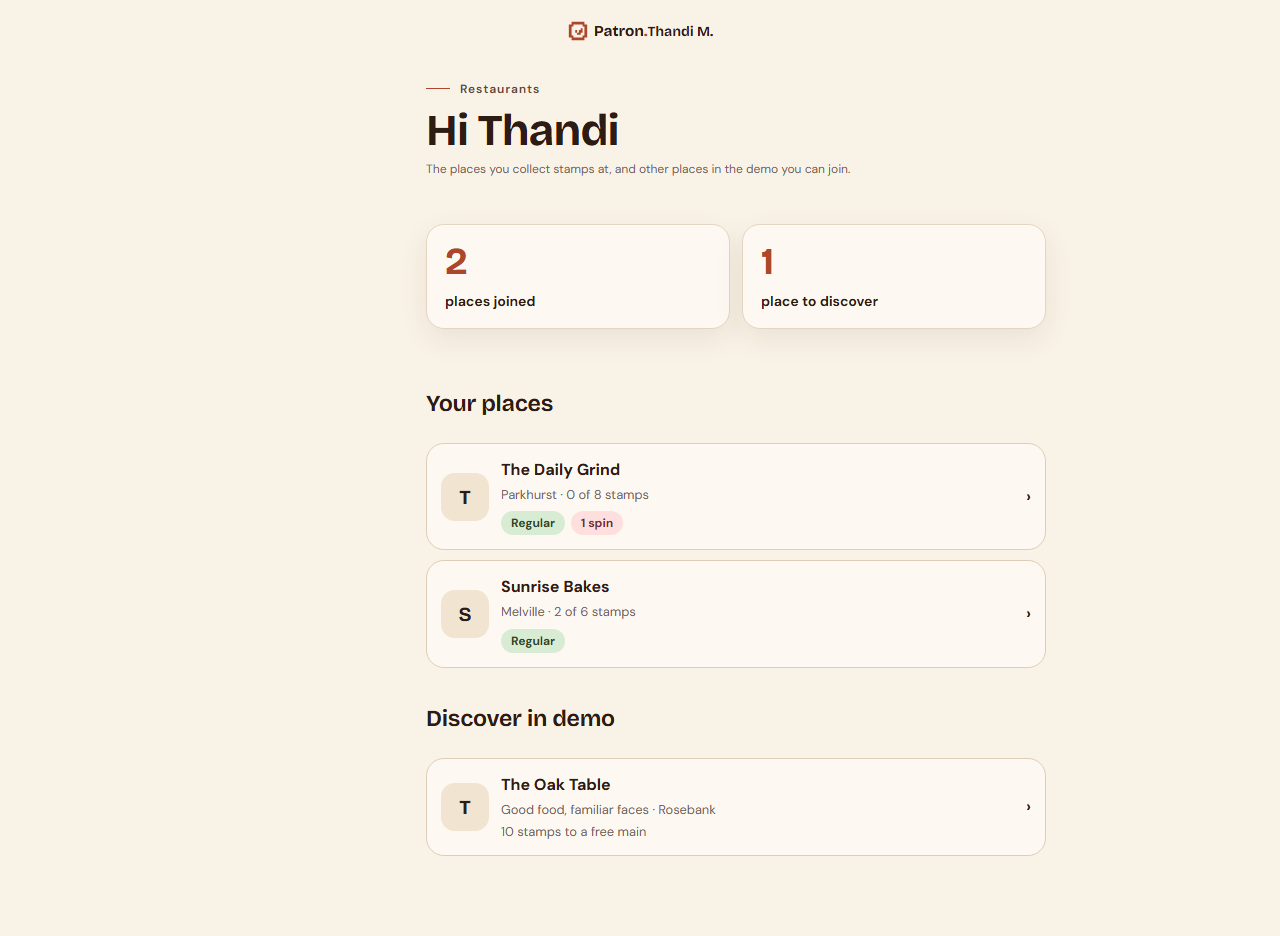 Patron.Thandi M.
Restaurants
Hi Thandi
The places you collect stamps at, and other places in the demo you can join.
2
places joined
1
place to discover
Your places
T
The Daily Grind
Parkhurst · 0 of 8 stamps
Regular
1 spin
›
S
Sunrise Bakes
Melville · 2 of 6 stamps
Regular
›
Discover in demo
T
The Oak Table
Good food, familiar faces · Rosebank
10 stamps to a free main
›